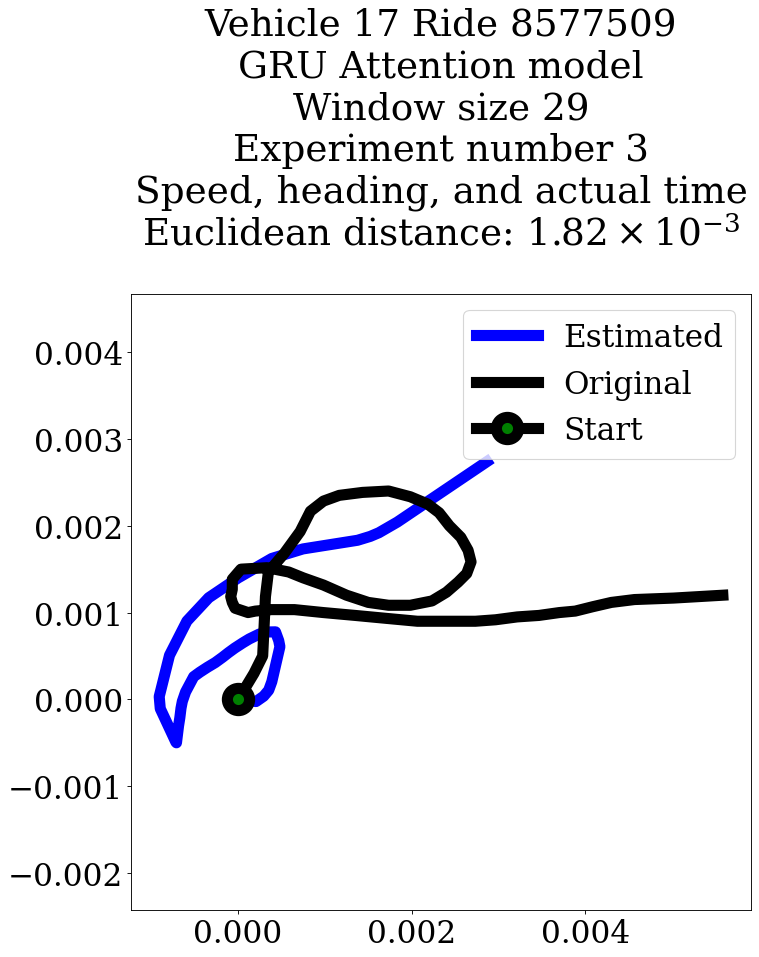 Vehicle 17 Ride 8577509
GRU Attention model
Window size 29
Experiment number 3
Speed, heading, and actual time
Euclidean distance: 1.82 × 10⁻³
Estimated
Original
Start
0.004
0.003
0.002
0.001
0.000
−0.001
−0.002
0.000 0.002 0.004